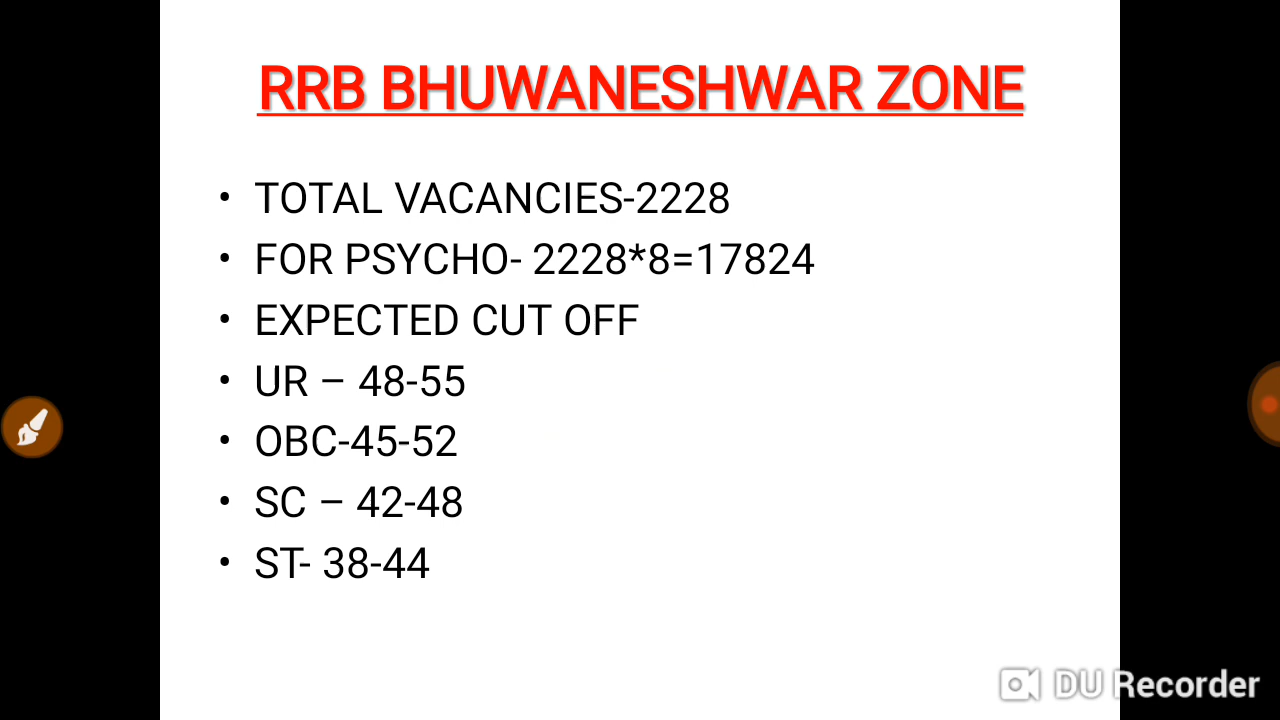 RRB BHUWANESHWAR ZONE
• TOTAL VACANCIES-2228
• FOR PSYCHO- 2228*8=17824
• EXPECTED CUT OFF
• UR – 48-55
• OBC-45-52
• SC – 42-48
• ST- 38-44
DU Recorder